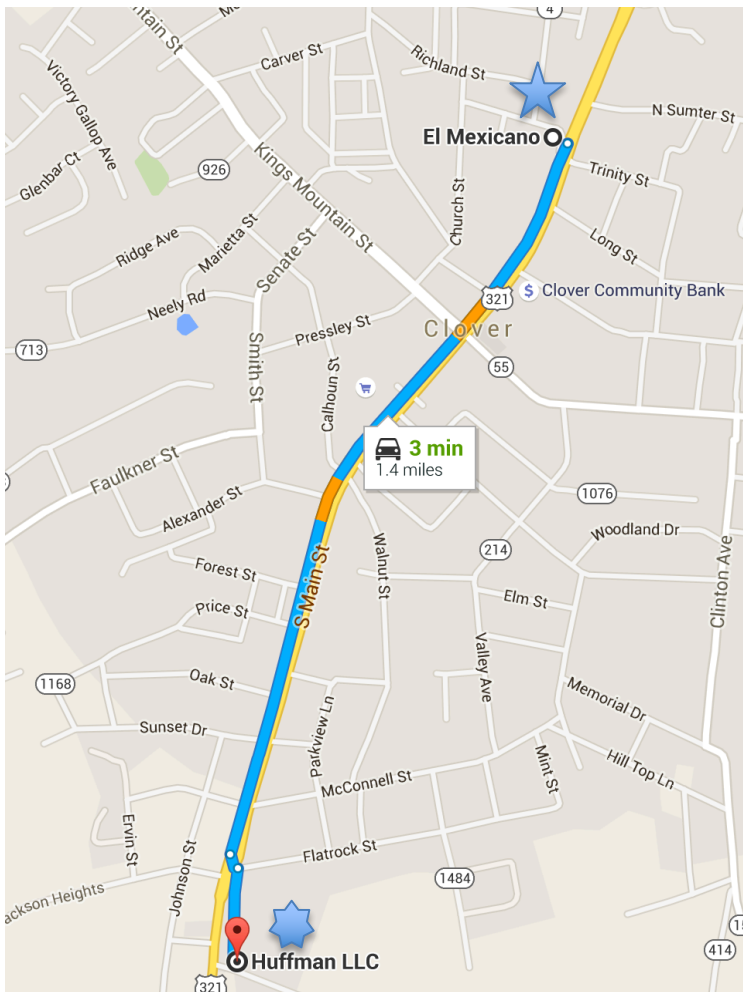 4
Mountain St
Carver St
Richland St
Victory Gallop Ave
N Sumter St
El Mexicano
Glenbar Ct
926
Kings Mountain St
Trinity St
Church St
Marietta St
Senate St
Ridge Ave
Long St
Neely Rd
321
$ Clover Community Bank
Pressley St
Clover
713
Smith St
55
Calhoun St
3 min
1.4 miles
Faulkner St
1076
Alexander St
Woodland Dr
Walnut St
214
Clinton Ave
Forest St
S Main St
Elm St
Price St
Valley Ave
1168
Oak St
Memorial Dr
Sunset Dr
Parkview Ln
Mint St
Hill Top Ln
McConnell St
Ervin St
Flatrock St
Johnson St
1484
ackson Heights
414
Huffman LLC
321